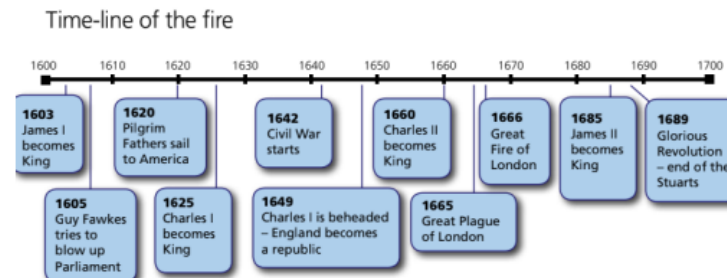 Time-line of the fire
1600 1610 1620 1630 1640 1650 1660 1670 1680 1690 1700
1603
James I
becomes
King
1605
Guy Fawkes
tries to
blow up
Parliament
1620
Pilgrim
Fathers sail
to America
1625
Charles I
becomes
King
1642
Civil War
starts
1649
Charles I is beheaded
– England becomes
a republic
1660
Charles II
becomes
King
1665
Great Plague
of London
1666
Great
Fire of
London
1685
James II
becomes
King
1689
Glorious
Revolution
– end of the
Stuarts